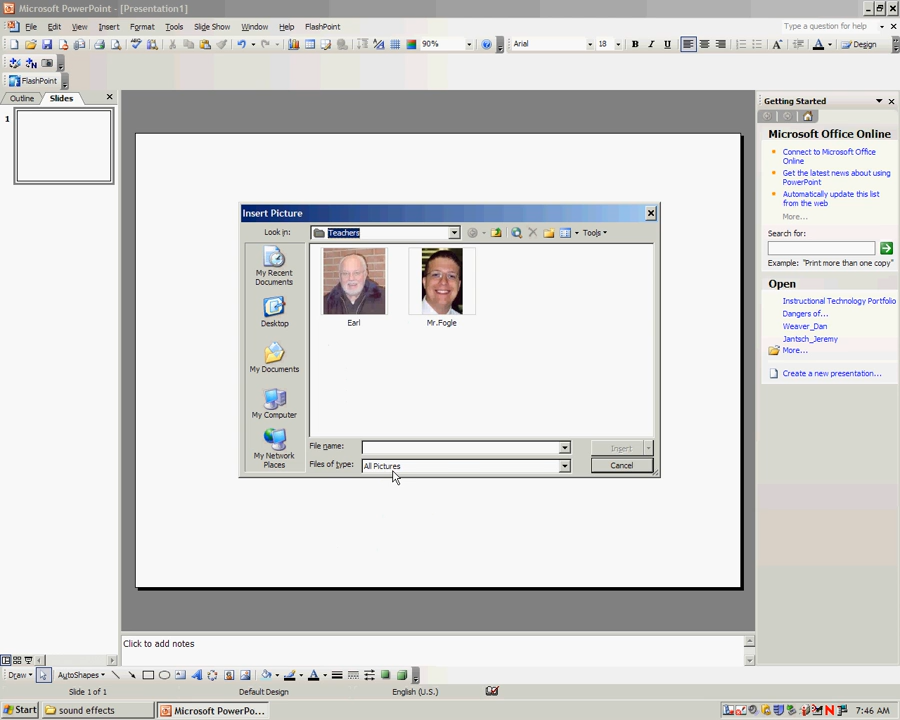 Microsoft PowerPoint - [Presentation1]
File Edit View Insert Format Tools Slide Show Window Help FlashPoint
Type a question for help
90%
Arial
18
B I U
Design
FlashPoint
Outline
Slides
1
Getting Started
Microsoft Office Online
Connect to Microsoft Office
Online
Get the latest news about using
PowerPoint
Automatically update this list
from the web
More...
Search for:
Example: "Print more than one copy"
Open
Instructional Technology Portfolio
Dangers of...
Weaver_Dan
Jantsch_Jeremy
More...
Create a new presentation...
Insert Picture
Look in:
Teachers
Tools
My Recent
Documents
Desktop
My Documents
My Computer
My Network
Places
Earl
Mr.Fogle
File name:
Insert
Files of type:
All Pictures
Cancel
Click to add notes
Draw
AutoShapes
Slide 1 of 1
Default Design
English (U.S.)
Start
sound effects
Microsoft PowerPo...
7:46 AM